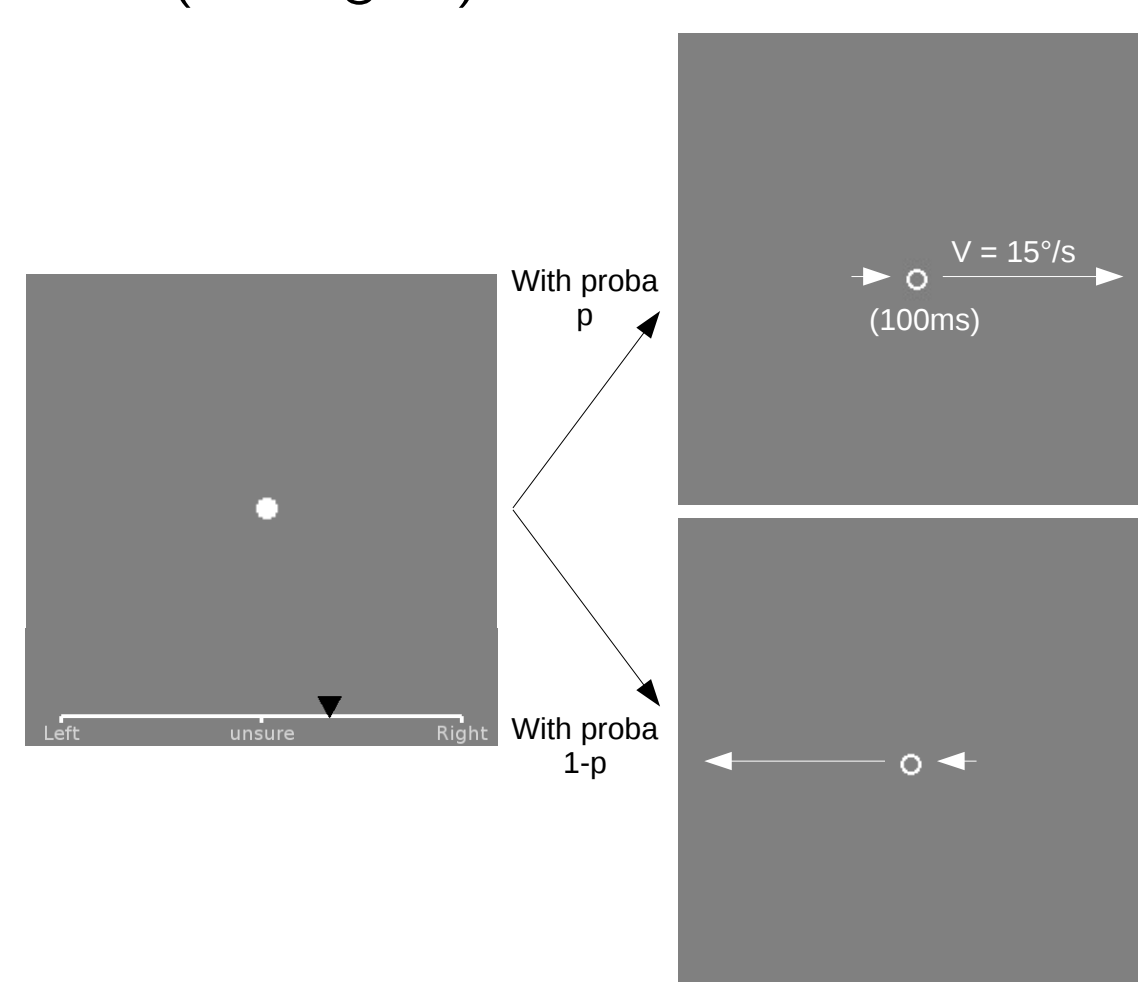 With proba
p
V = 15°/s
(100ms)
Left unsure Right
With proba
1-p